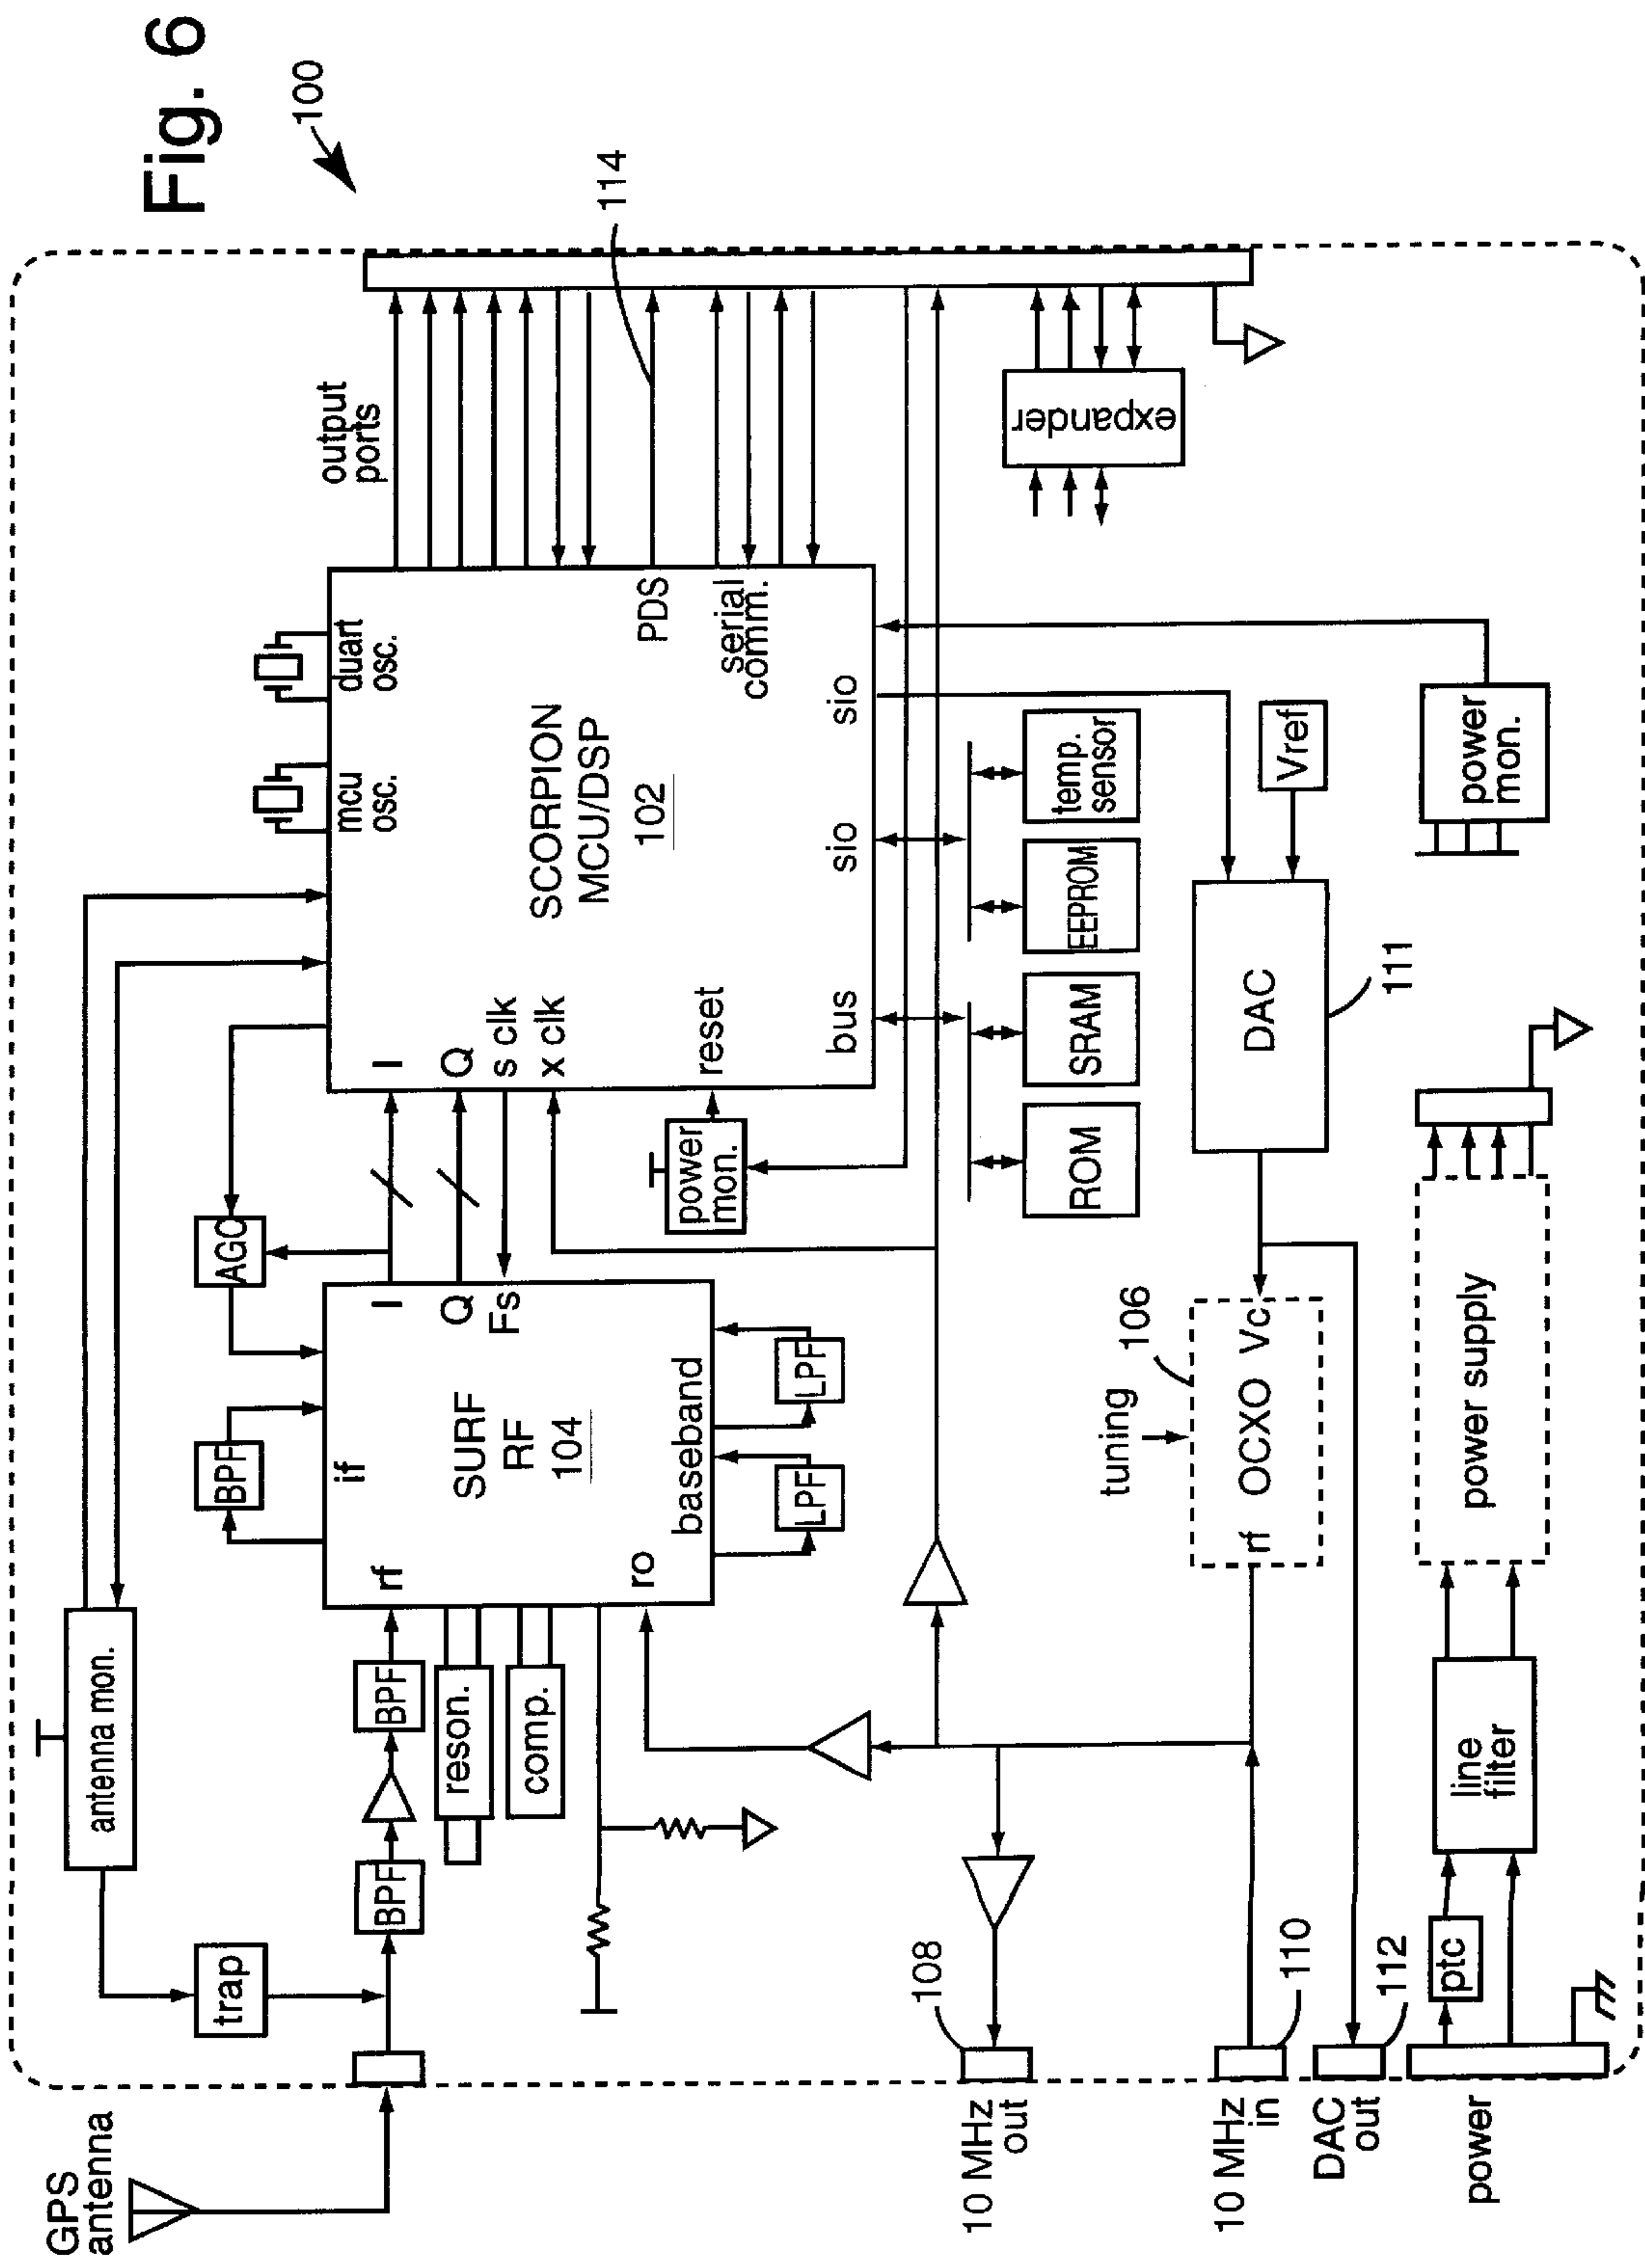 Fig. 6
100
GPS
antenna
antenna mon.
trap
BPF
BPF
BPF
AGC
reson.
comp.
if
rf
SURF
RF
104
ro
baseband
I
Q
Fs
LPF
LPF
mcu
osc.
duart
osc.
output
ports
SCORPION
MCU/DSP
102
I
Q
s clk
x clk
reset
bus
sio
sio
PDS
serial
comm.
114
power
mon.
ROM
SRAM
EEPROM
temp.
sensor
expander
tuning
106
rf OCXO Vc
DAC
111
Vref
power
mon.
10 MHz
out
108
10 MHz
in
110
DAC
out
112
power
ptc
line
filter
power supply